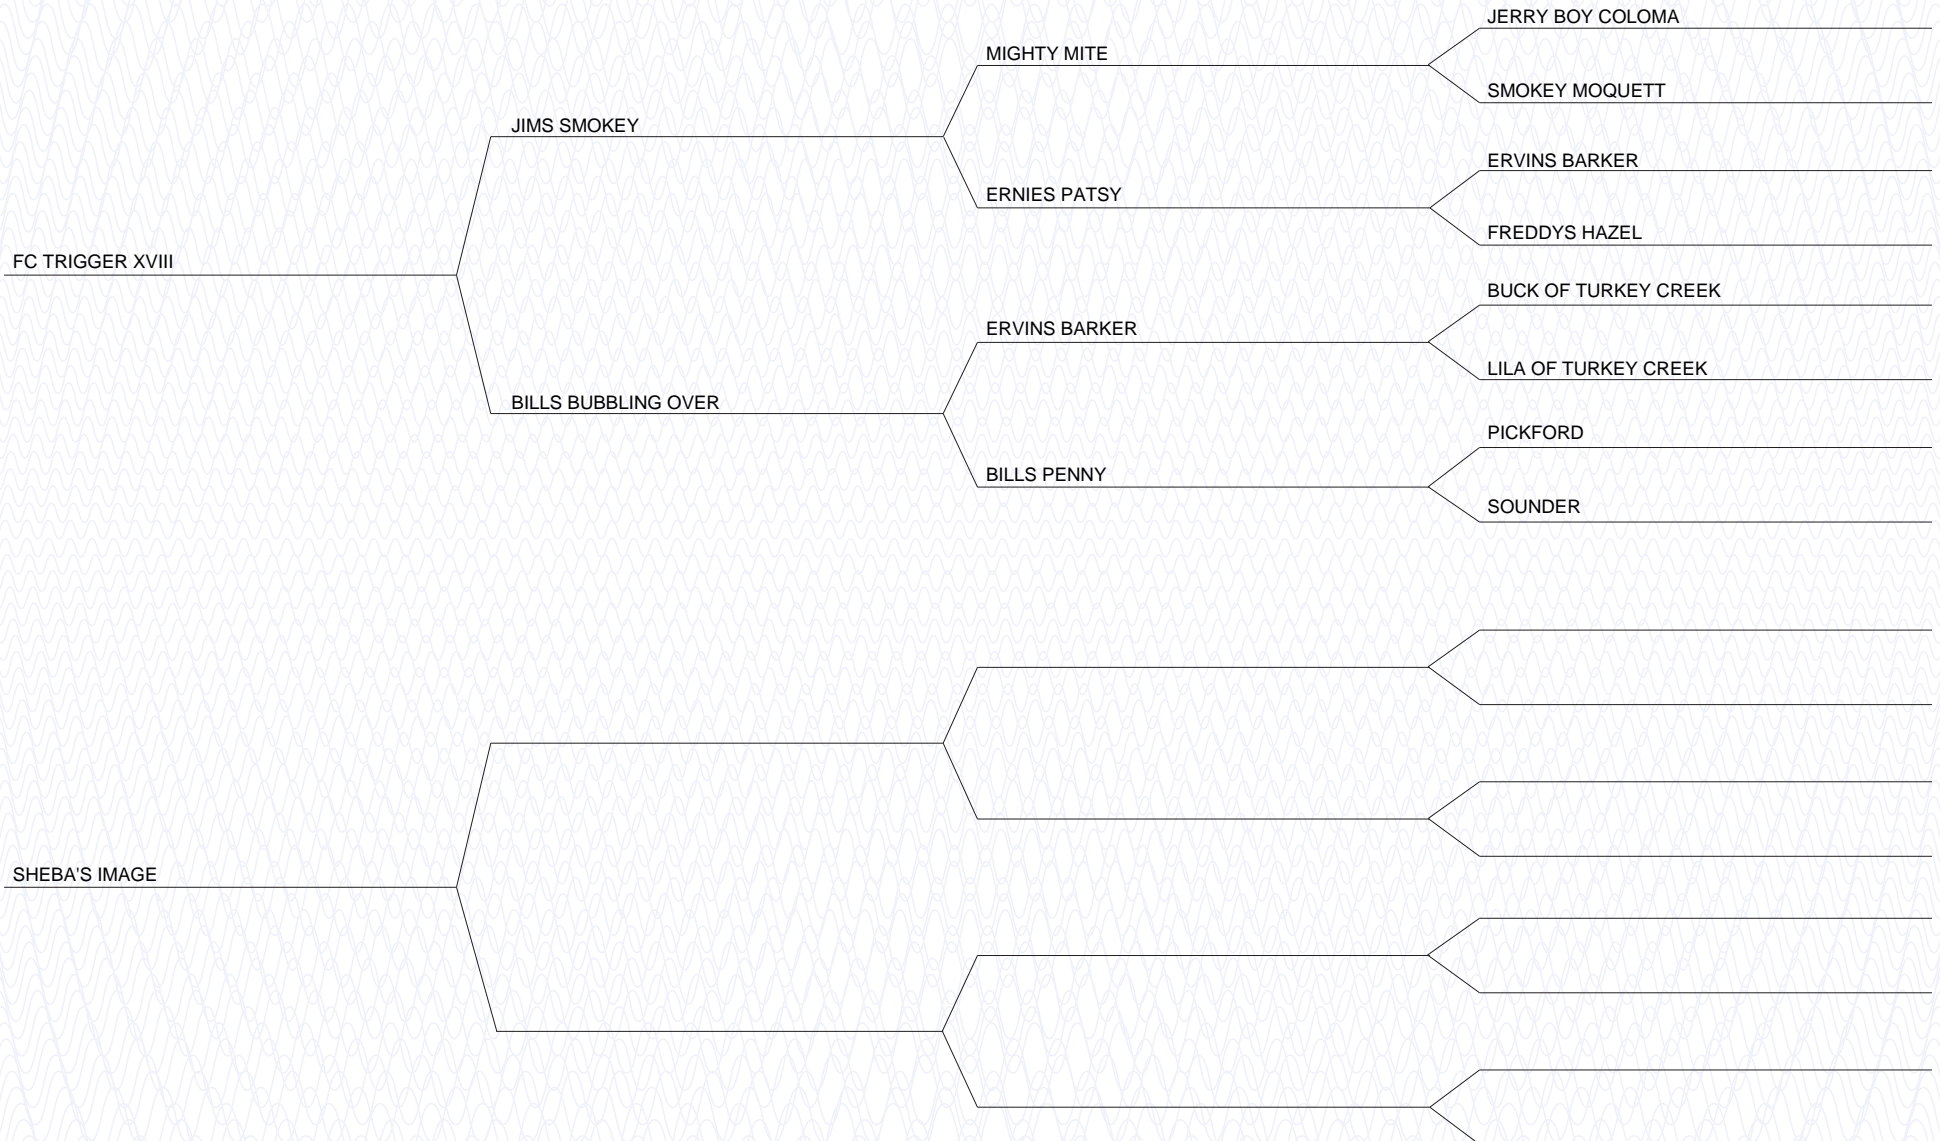 JERRY BOY COLOMA
MIGHTY MITE
SMOKEY MOQUETT
JIMS SMOKEY
ERVINS BARKER
ERNIES PATSY
FREDDYS HAZEL
FC TRIGGER XVIII
BUCK OF TURKEY CREEK
ERVINS BARKER
LILA OF TURKEY CREEK
BILLS BUBBLING OVER
PICKFORD
BILLS PENNY
SOUNDER
SHEBA'S IMAGE